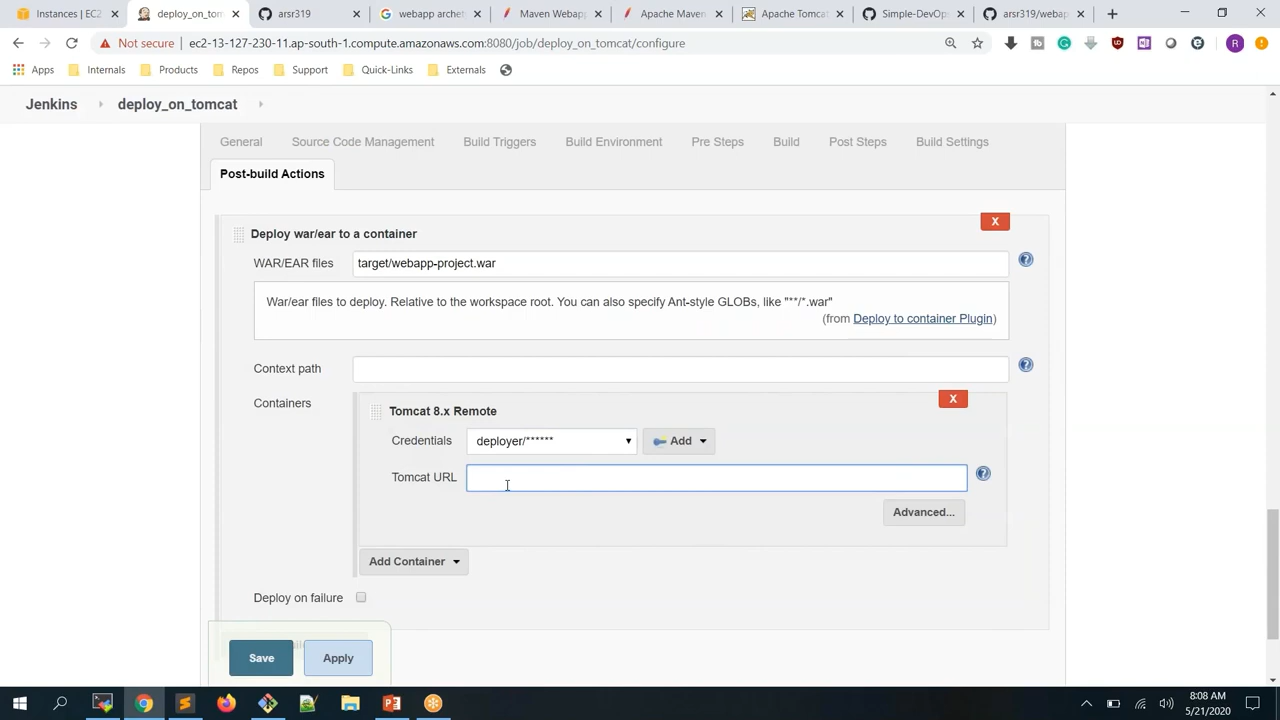 Instances | EC2
deploy_on_tom
arsr319
webapp archet
Maven Webapp
Apache Maven
Apache Tomcat
Simple-DevOp
arsr319/webap
Not secure
ec2-13-127-230-11.ap-south-1.compute.amazonaws.com:8080/job/deploy_on_tomcat/configure
R
Apps
Internals
Products
Repos
Support
Quick-Links
Externals
Jenkins
deploy_on_tomcat
General
Source Code Management
Build Triggers
Build Environment
Pre Steps
Build
Post Steps
Build Settings
Post-build Actions
X
Deploy war/ear to a container
WAR/EAR files
target/webapp-project.war
War/ear files to deploy. Relative to the workspace root. You can also specify Ant-style GLOBs, like "**/*.war"
(from Deploy to container Plugin)
Context path
Containers
X
Tomcat 8.x Remote
Credentials
deployer/******
Add
Tomcat URL
Advanced...
Add Container
Deploy on failure
Save
Apply
8:08 AM
5/21/2020